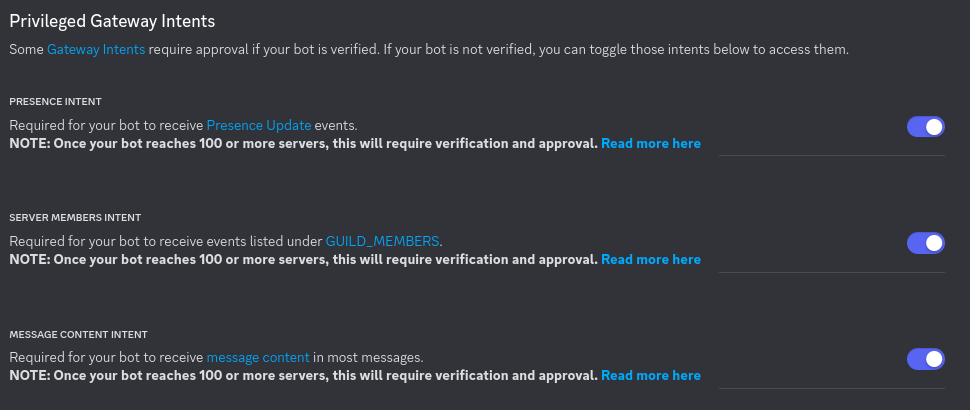 Privileged Gateway Intents
Some Gateway Intents require approval if your bot is verified. If your bot is not verified, you can toggle those intents below to access them.
PRESENCE INTENT
Required for your bot to receive Presence Update events.
NOTE: Once your bot reaches 100 or more servers, this will require verification and approval. Read more here
SERVER MEMBERS INTENT
Required for your bot to receive events listed under GUILD_MEMBERS.
NOTE: Once your bot reaches 100 or more servers, this will require verification and approval. Read more here
MESSAGE CONTENT INTENT
Required for your bot to receive message content in most messages.
NOTE: Once your bot reaches 100 or more servers, this will require verification and approval. Read more here